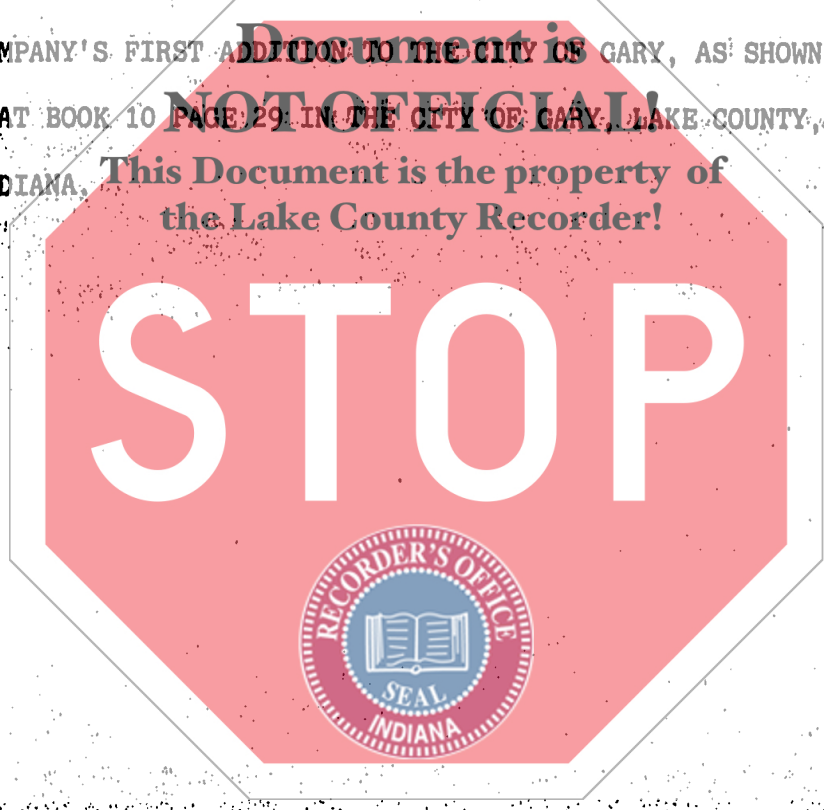 Document is
MPANY'S FIRST ADDITION TO THE CITY OF GARY, AS SHOWN
NOT OFFICIAL!
AT BOOK 10 PAGE 29 IN THE CITY OF GARY, LAKE COUNTY,
This Document is the property of
DIANA.
the Lake County Recorder!
STOP
RECORDER'S OFFICE
SEAL
INDIANA